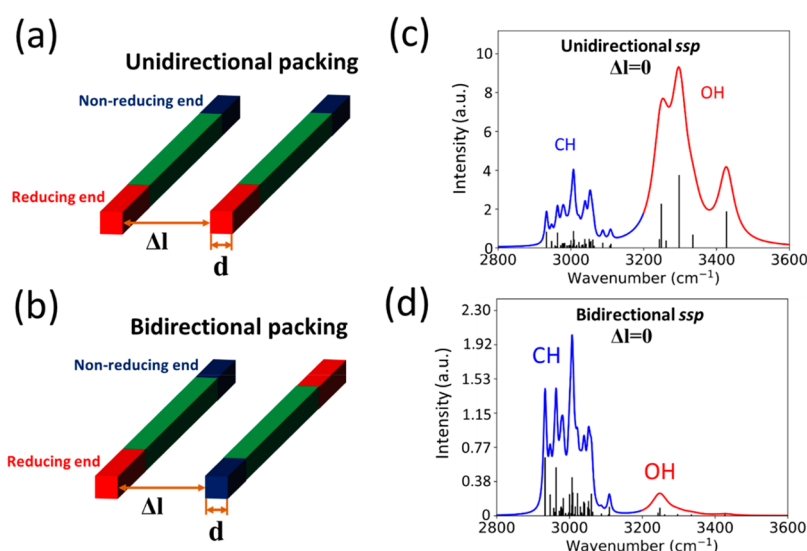 (a)
Unidirectional packing
Non-reducing end
Reducing end
Δl
d
(b)
Bidirectional packing
Non-reducing end
Reducing end
Δl
d
(c)
Unidirectional ssp
Δl=0
CH
OH
Intensity (a.u.)
10
8
6
4
2
0
2800 3000 3200 3400 3600
Wavenumber (cm⁻¹)
(d)
Bidirectional ssp
Δl=0
CH
OH
Intensity (a.u.)
2.30
1.92
1.53
1.15
0.77
0.38
0.00
2800 3000 3200 3400 3600
Wavenumber (cm⁻¹)